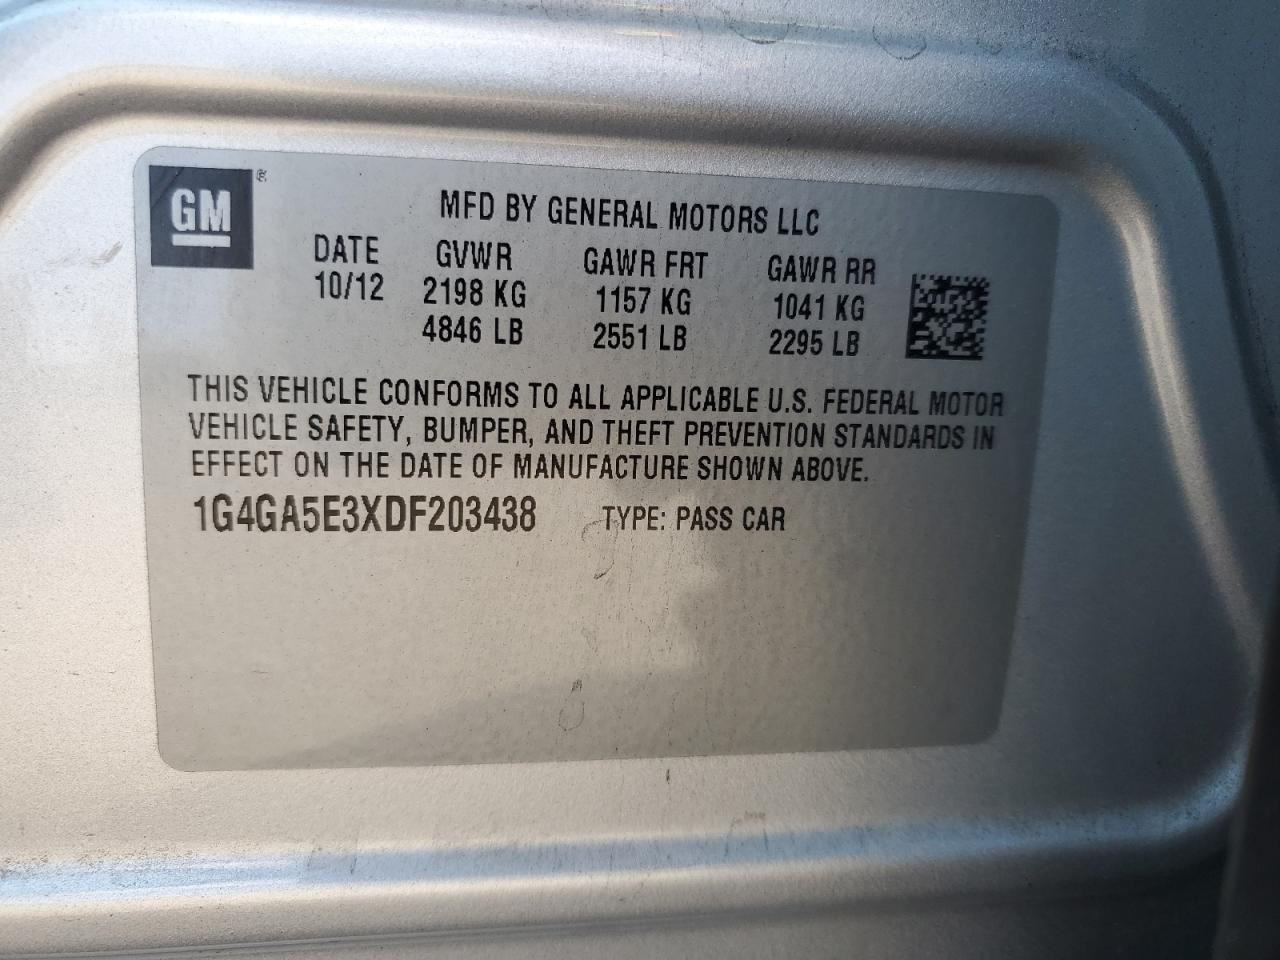 GM
MFD BY GENERAL MOTORS LLC
DATE GVWR GAWR FRT GAWR RR
10/12 2198 KG 1157 KG 1041 KG
4846 LB 2551 LB 2295 LB
THIS VEHICLE CONFORMS TO ALL APPLICABLE U.S. FEDERAL MOTOR
VEHICLE SAFETY, BUMPER, AND THEFT PREVENTION STANDARDS IN
EFFECT ON THE DATE OF MANUFACTURE SHOWN ABOVE.
1G4GA5E3XDF203438 TYPE: PASS CAR